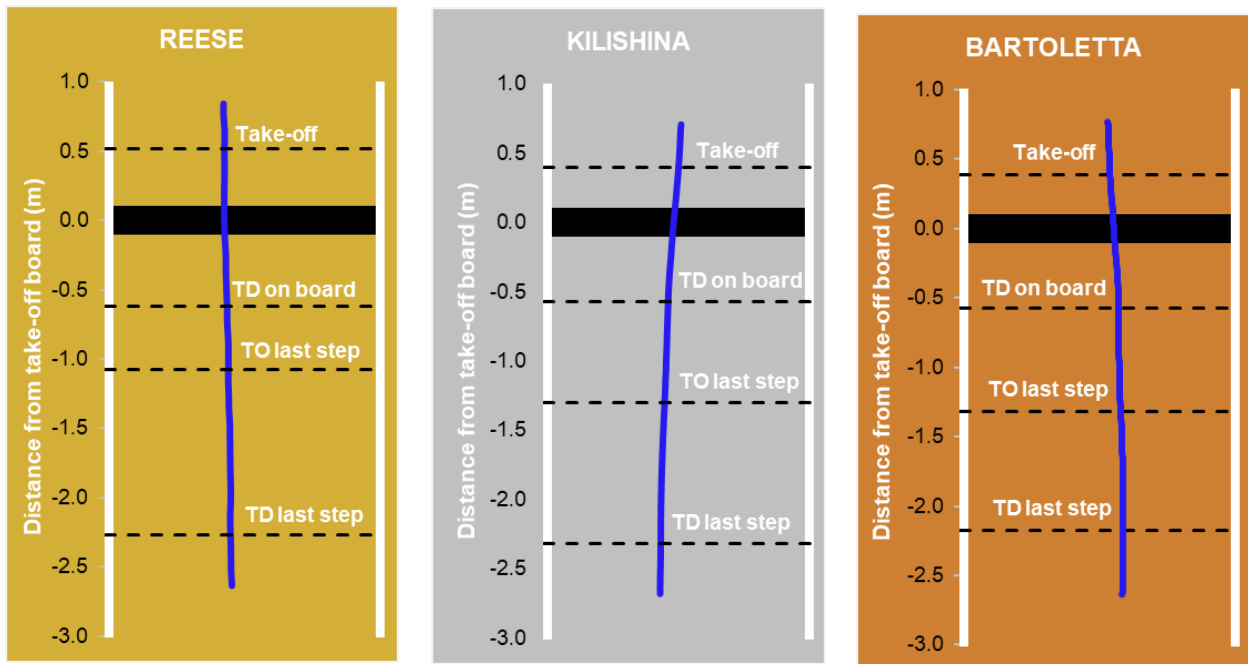 REESE
Distance from take-off board (m)
1.0
0.5
0.0
-0.5
-1.0
-1.5
-2.0
-2.5
-3.0
Take-off
TD on board
TO last step
TD last step
KILISHINA
Distance from take-off board (m)
1.0
0.5
0.0
-0.5
-1.0
-1.5
-2.0
-2.5
-3.0
Take-off
TD on board
TO last step
TD last step
BARTOLETTA
Distance from take-off board (m)
1.0
0.5
0.0
-0.5
-1.0
-1.5
-2.0
-2.5
-3.0
Take-off
TD on board
TO last step
TD last step